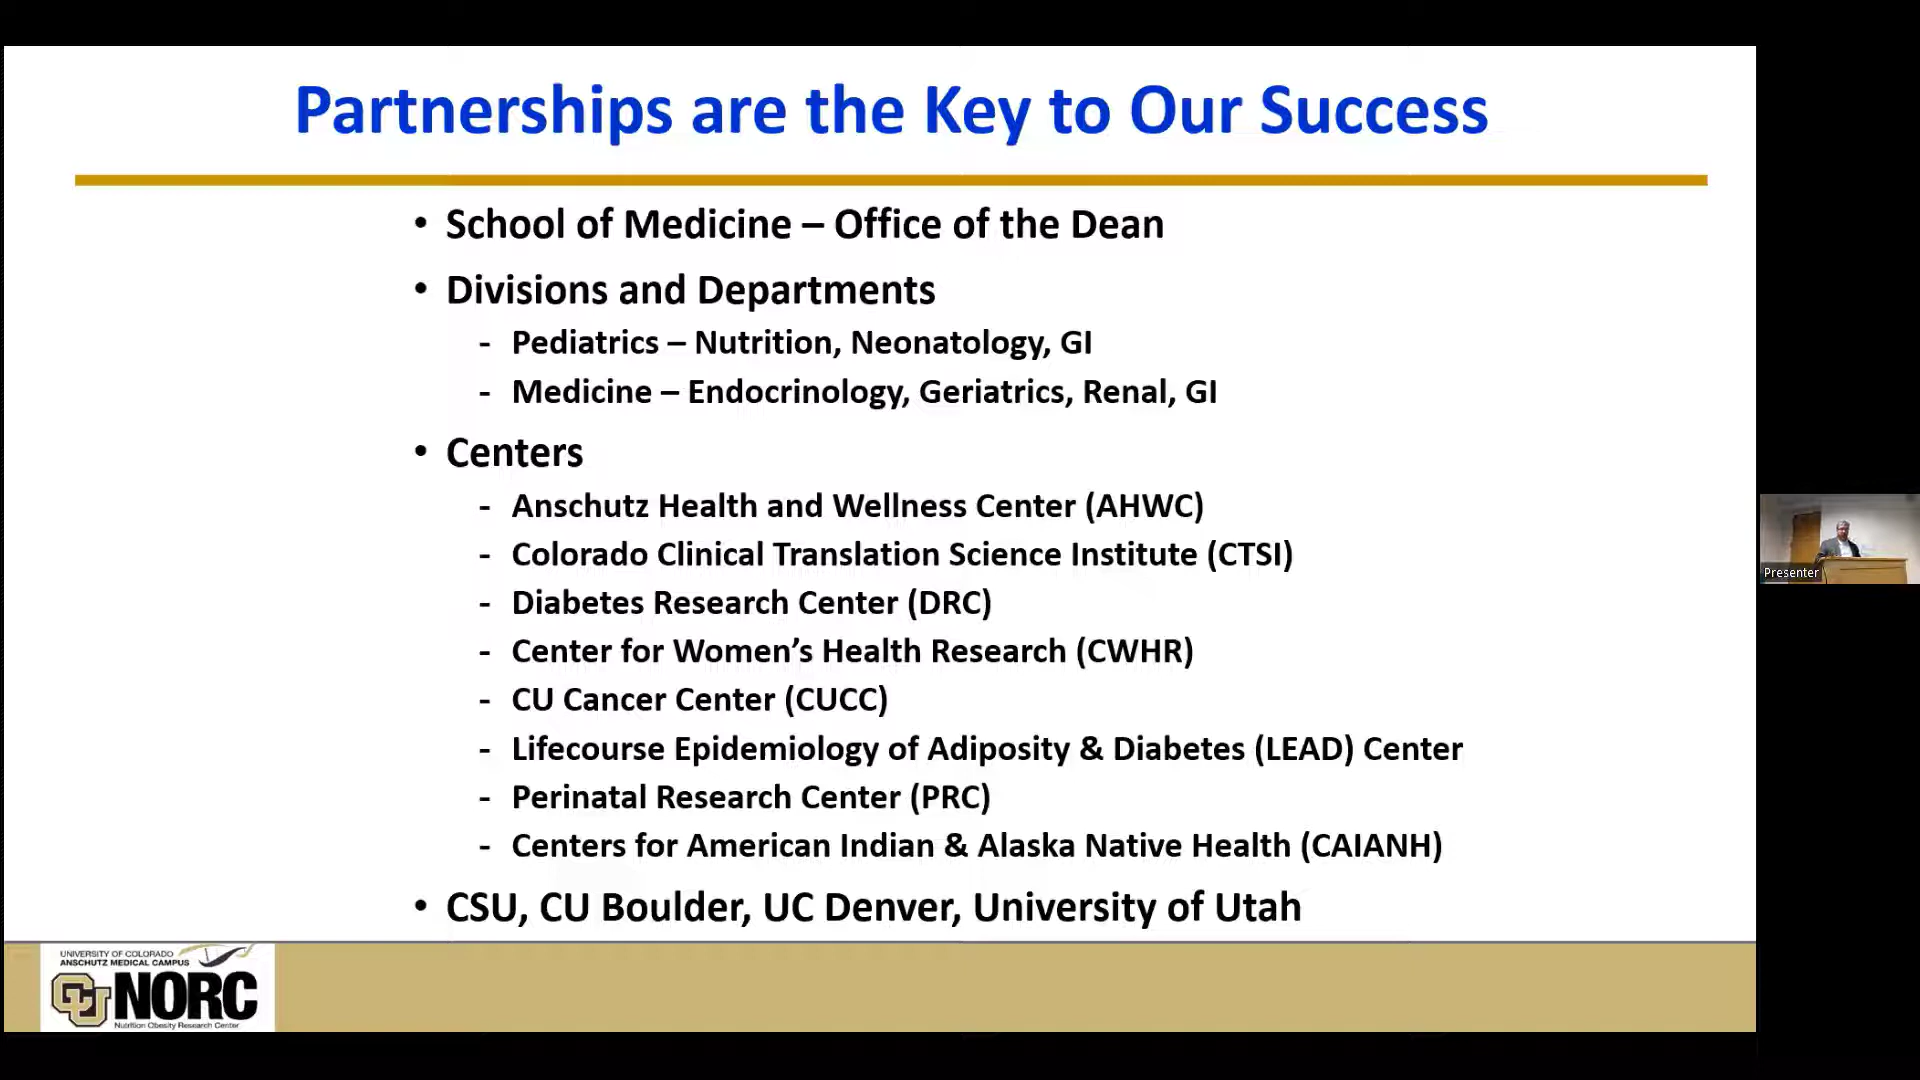 Partnerships are the Key to Our Success
• School of Medicine – Office of the Dean
• Divisions and Departments
- Pediatrics – Nutrition, Neonatology, GI
- Medicine – Endocrinology, Geriatrics, Renal, GI
• Centers
- Anschutz Health and Wellness Center (AHWC)
- Colorado Clinical Translation Science Institute (CTSI)
- Diabetes Research Center (DRC)
- Center for Women’s Health Research (CWHR)
- CU Cancer Center (CUCC)
- Lifecourse Epidemiology of Adiposity & Diabetes (LEAD) Center
- Perinatal Research Center (PRC)
- Centers for American Indian & Alaska Native Health (CAIANH)
• CSU, CU Boulder, UC Denver, University of Utah
UNIVERSITY OF COLORADO
ANSCHUTZ MEDICAL CAMPUS
CU NORC
Nutrition Obesity Research Center
Presenter